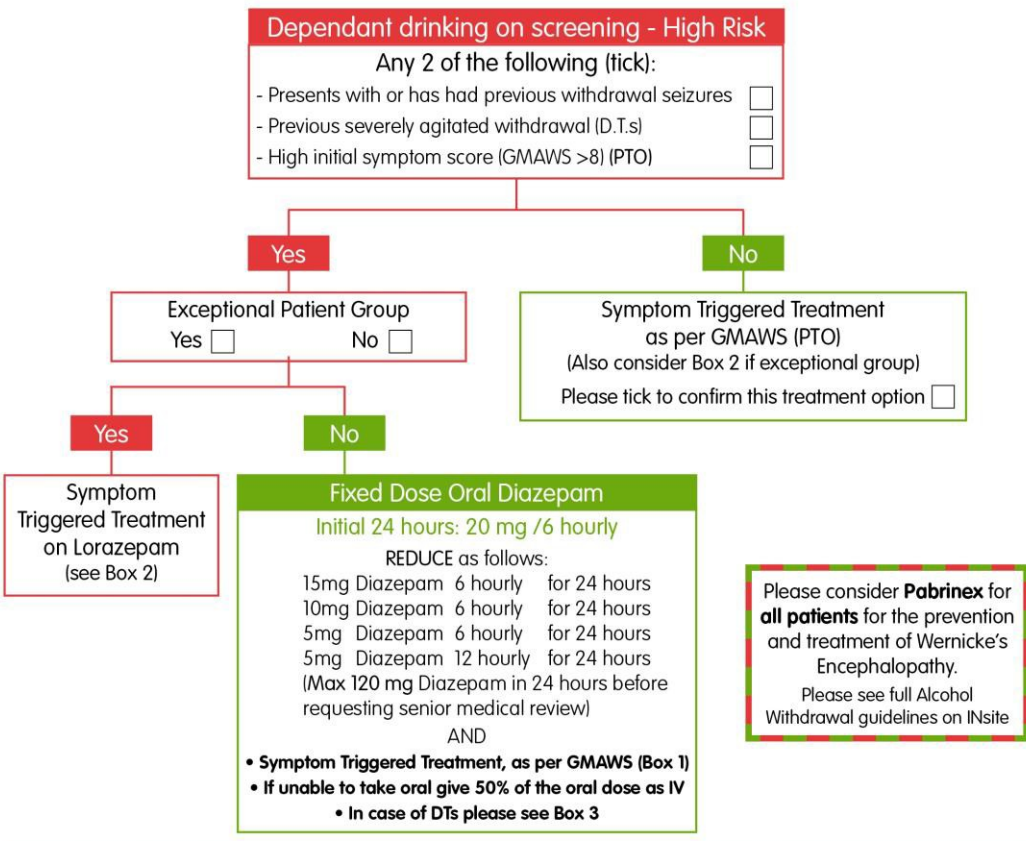 Dependant drinking on screening - High Risk
Any 2 of the following (tick):
- Presents with or has had previous withdrawal seizures
- Previous severely agitated withdrawal (D.T.s)
- High initial symptom score (GMAWS >8) (PTO)
Yes
No
Exceptional Patient Group
Yes No
Symptom Triggered Treatment
as per GMAWS (PTO)
(Also consider Box 2 if exceptional group)
Please tick to confirm this treatment option
Yes
No
Symptom
Triggered Treatment
on Lorazepam
(see Box 2)
Fixed Dose Oral Diazepam
Initial 24 hours: 20 mg /6 hourly
REDUCE as follows:
15mg Diazepam 6 hourly for 24 hours
10mg Diazepam 6 hourly for 24 hours
5mg Diazepam 6 hourly for 24 hours
5mg Diazepam 12 hourly for 24 hours
(Max 120 mg Diazepam in 24 hours before
requesting senior medical review)
AND
• Symptom Triggered Treatment, as per GMAWS (Box 1)
• If unable to take oral give 50% of the oral dose as IV
• In case of DTs please see Box 3
Please consider Pabrinex for
all patients for the prevention
and treatment of Wernicke's
Encephalopathy.
Please see full Alcohol
Withdrawal guidelines on INsite